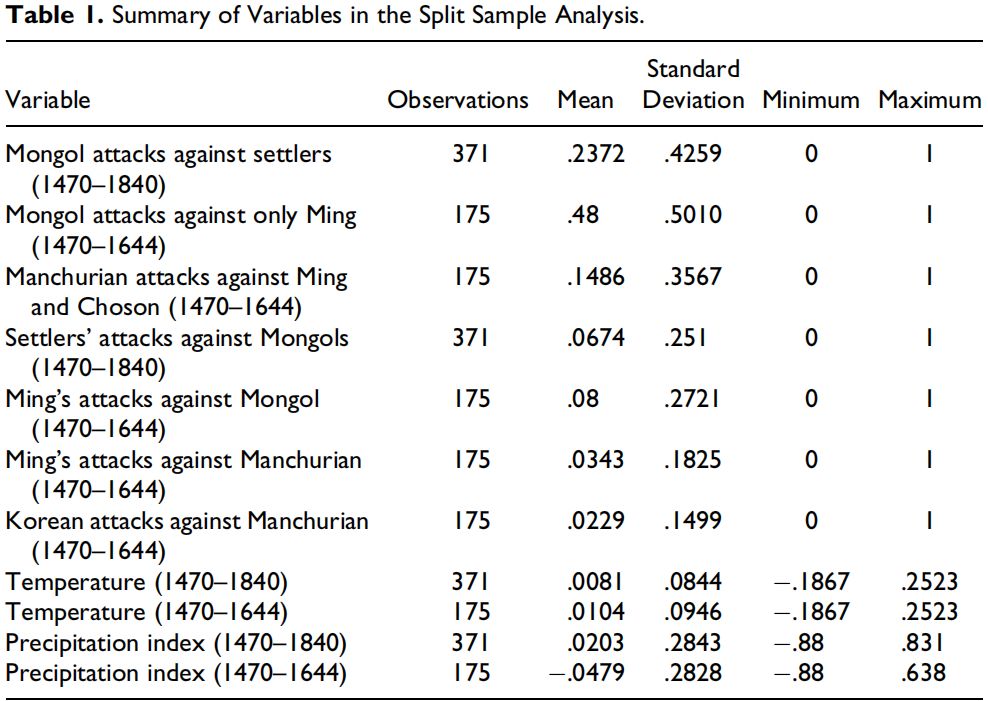 Table 1. Summary of Variables in the Split Sample Analysis.
Standard
Variable Observations Mean Deviation Minimum Maximum
Mongol attacks against settlers 371 .2372 .4259 0 1
(1470–1840)
Mongol attacks against only Ming 175 .48 .5010 0 1
(1470–1644)
Manchurian attacks against Ming 175 .1486 .3567 0 1
and Choson (1470–1644)
Settlers’ attacks against Mongols 371 .0674 .251 0 1
(1470–1840)
Ming’s attacks against Mongol 175 .08 .2721 0 1
(1470–1644)
Ming’s attacks against Manchurian 175 .0343 .1825 0 1
(1470–1644)
Korean attacks against Manchurian 175 .0229 .1499 0 1
(1470–1644)
Temperature (1470–1840) 371 .0081 .0844 −.1867 .2523
Temperature (1470–1644) 175 .0104 .0946 −.1867 .2523
Precipitation index (1470–1840) 371 .0203 .2843 −.88 .831
Precipitation index (1470–1644) 175 −.0479 .2828 −.88 .638